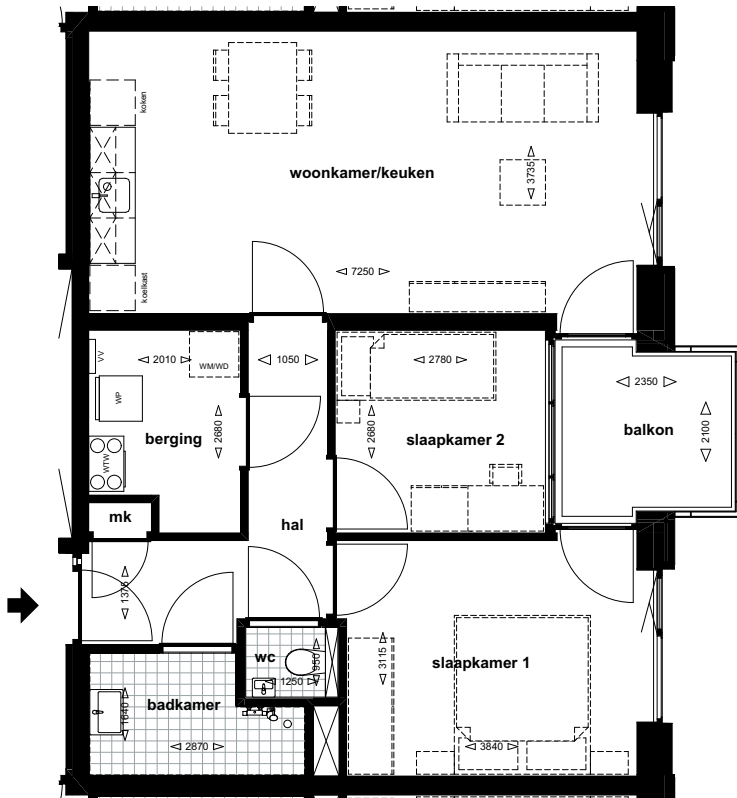 koken
woonkamer/keuken
3735
7250
koelkast
VV
2010
WM/WD
1050
2780
2350
WP
berging
2680
2680
slaapkamer 2
balkon
2100
WTW
mk
hal
1375
wc
950
1250
3115
slaapkamer 1
badkamer
1640
2870
3840